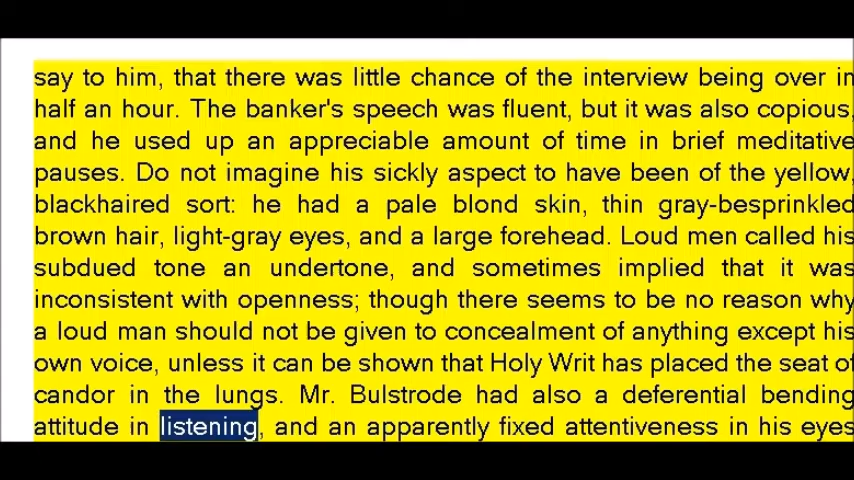 say to him, that there was little chance of the interview being over in
half an hour. The banker's speech was fluent, but it was also copious,
and he used up an appreciable amount of time in brief meditative
pauses. Do not imagine his sickly aspect to have been of the yellow,
blackhaired sort: he had a pale blond skin, thin gray-besprinkled
brown hair, light-gray eyes, and a large forehead. Loud men called his
subdued tone an undertone, and sometimes implied that it was
inconsistent with openness; though there seems to be no reason why
a loud man should not be given to concealment of anything except his
own voice, unless it can be shown that Holy Writ has placed the seat of
candor in the lungs. Mr. Bulstrode had also a deferential bending
attitude in listening, and an apparently fixed attentiveness in his eyes